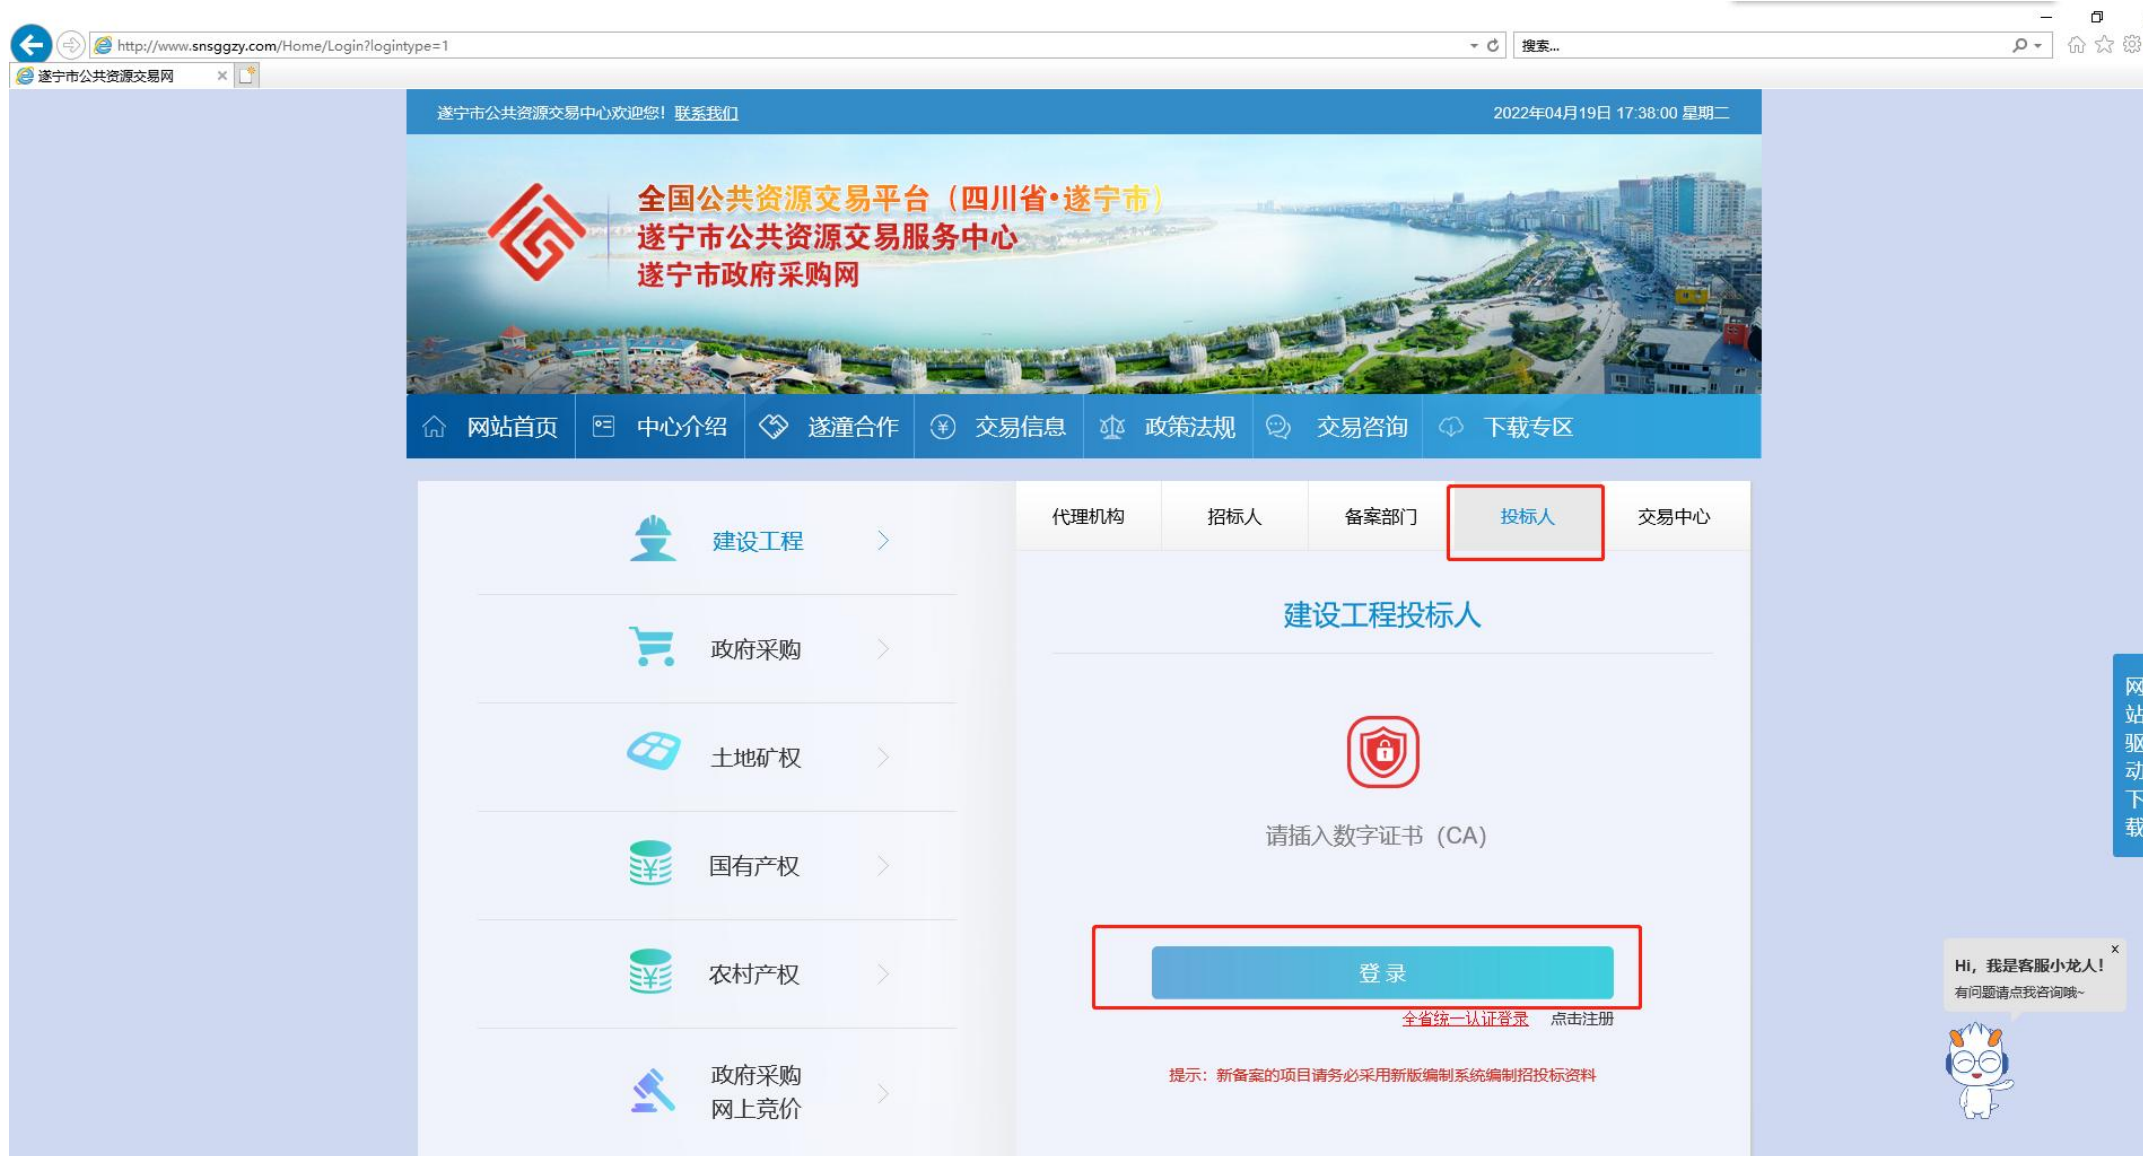 http://www.snsggzy.com/Home/Login?logintype=1
搜索...
遂宁市公共资源交易网
遂宁市公共资源交易中心欢迎您！联系我们
2022年04月19日 17:38:00 星期二
全国公共资源交易平台（四川省•遂宁市）
遂宁市公共资源交易服务中心
遂宁市政府采购网
网站首页
中心介绍
遂潼合作
交易信息
政策法规
交易咨询
下载专区
建设工程
政府采购
土地矿权
国有产权
农村产权
政府采购
网上竞价
代理机构
招标人
备案部门
投标人
交易中心
建设工程投标人
请插入数字证书（CA）
登录
全省统一认证登录
点击注册
提示：新备案的项目请务必采用新版编制系统编制招投标资料
网
站
驱
动
下
载
x
Hi，我是客服小龙人！
有问题请点我咨询哦~